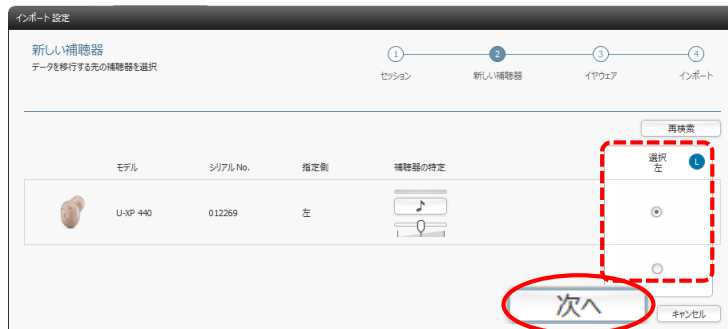 インポート 設定
新しい補聴器
データを移行する先の補聴器を選択
1 2 3 4
セッション 新しい補聴器 イヤウェア インポート
再検索
モデル シリアル No. 指定側 補聴器の特定 選択 左 L
U-XP 440 012269 左
次へ
キャンセル